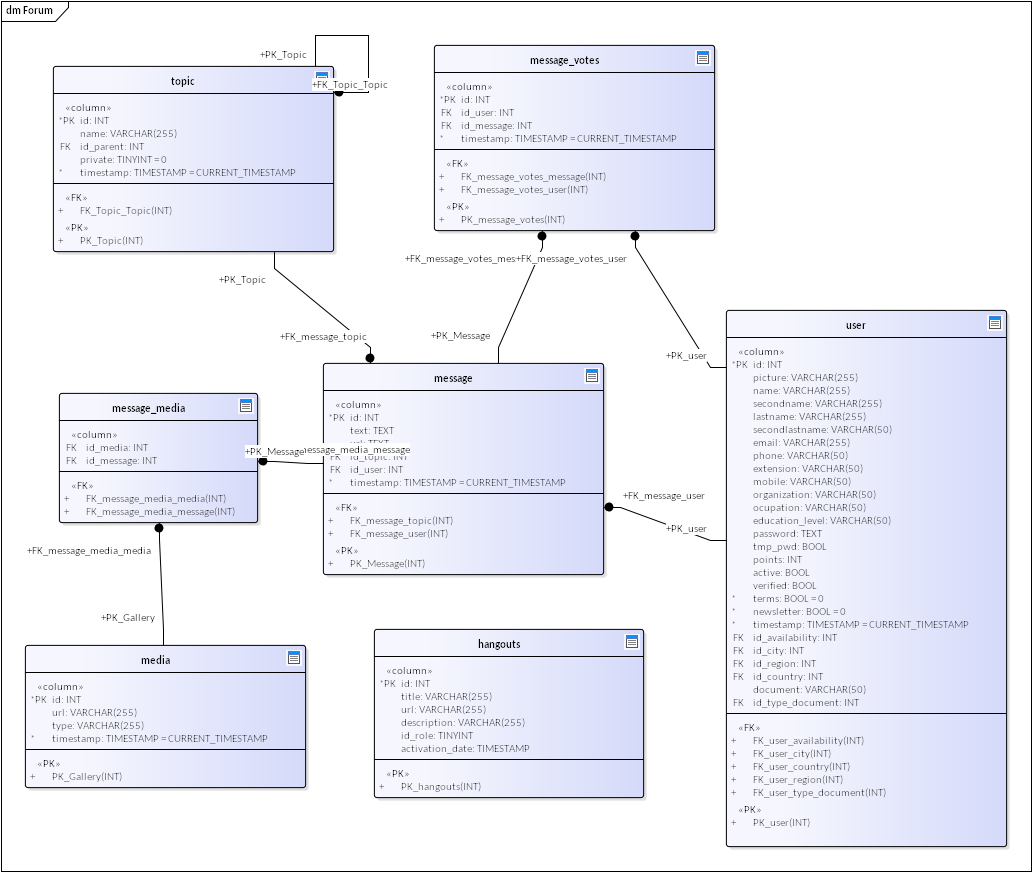 dm Forum
+PK_Topic
topic
+FK_Topic_Topic
«column»
*PK id: INT
name: VARCHAR(255)
FK id_parent: INT
private: TINYINT = 0
* timestamp: TIMESTAMP = CURRENT_TIMESTAMP
«FK»
+ FK_Topic_Topic(INT)
«PK»
+ PK_Topic(INT)
message_votes
«column»
*PK id: INT
FK id_user: INT
FK id_message: INT
* timestamp: TIMESTAMP = CURRENT_TIMESTAMP
«FK»
+ FK_message_votes_message(INT)
+ FK_message_votes_user(INT)
«PK»
+ PK_message_votes(INT)
+PK_Topic
+FK_message_topic
+FK_message_votes_mes+FK_message_votes_user
+PK_Message
+PK_user
message
«column»
*PK id: INT
text: TEXT
url: TEXT
FK id_topic: INT
FK id_user: INT
* timestamp: TIMESTAMP = CURRENT_TIMESTAMP
«FK»
+ FK_message_topic(INT)
+ FK_message_user(INT)
«PK»
+ PK_Message(INT)
message_media
«column»
FK id_media: INT
FK id_message: INT
«FK»
+ FK_message_media_media(INT)
+ FK_message_media_message(INT)
+PK_Message
essage_media_message
+FK_message_user
+PK_user
+FK_message_media_media
+PK_Gallery
media
«column»
*PK id: INT
url: VARCHAR(255)
type: VARCHAR(255)
* timestamp: TIMESTAMP = CURRENT_TIMESTAMP
«PK»
+ PK_Gallery(INT)
hangouts
«column»
*PK id: INT
title: VARCHAR(255)
url: VARCHAR(255)
description: VARCHAR(255)
id_role: TINYINT
activation_date: TIMESTAMP
«PK»
+ PK_hangouts(INT)
user
«column»
*PK id: INT
picture: VARCHAR(255)
name: VARCHAR(255)
secondname: VARCHAR(255)
lastname: VARCHAR(255)
secondlastname: VARCHAR(50)
email: VARCHAR(255)
phone: VARCHAR(50)
extension: VARCHAR(50)
mobile: VARCHAR(50)
organization: VARCHAR(50)
ocupation: VARCHAR(50)
education_level: VARCHAR(50)
password: TEXT
tmp_pwd: BOOL
points: INT
active: BOOL
verified: BOOL
* terms: BOOL = 0
* newsletter: BOOL = 0
* timestamp: TIMESTAMP = CURRENT_TIMESTAMP
FK id_availability: INT
FK id_city: INT
FK id_region: INT
FK id_country: INT
document: VARCHAR(50)
FK id_type_document: INT
«FK»
+ FK_user_availability(INT)
+ FK_user_city(INT)
+ FK_user_country(INT)
+ FK_user_region(INT)
+ FK_user_type_document(INT)
«PK»
+ PK_user(INT)